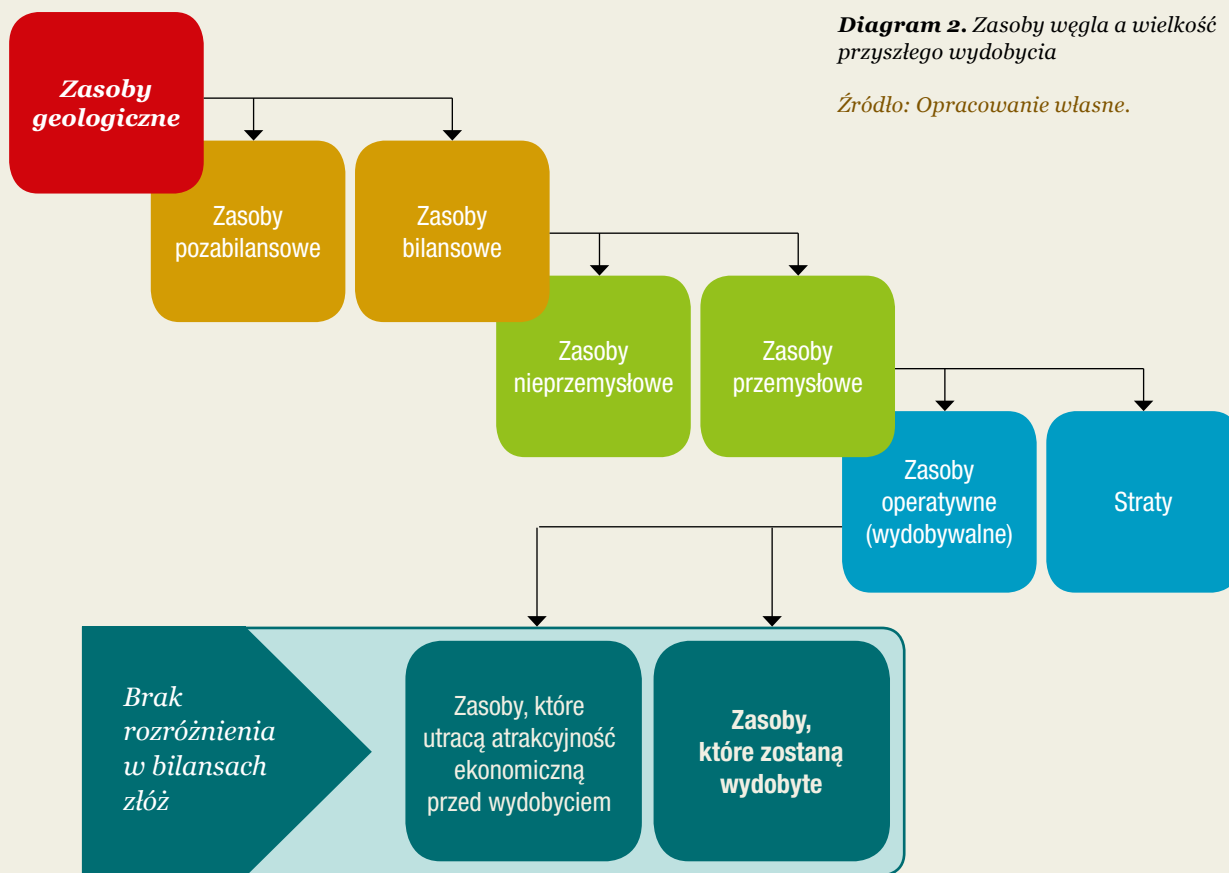 Diagram 2. Zasoby węgla a wielkość
przyszłego wydobycia
Źródło: Opracowanie własne.
Zasoby
geologiczne
Zasoby
pozabilansowe
Zasoby
bilansowe
Zasoby
nieprzemysłowe
Zasoby
przemysłowe
Zasoby
operatywne
(wydobywalne)
Straty
Brak
rozróżnienia
w bilansach
złóż
Zasoby, które
utracą atrakcyjność
ekonomiczną
przed wydobyciem
Zasoby,
które zostaną
wydobyte